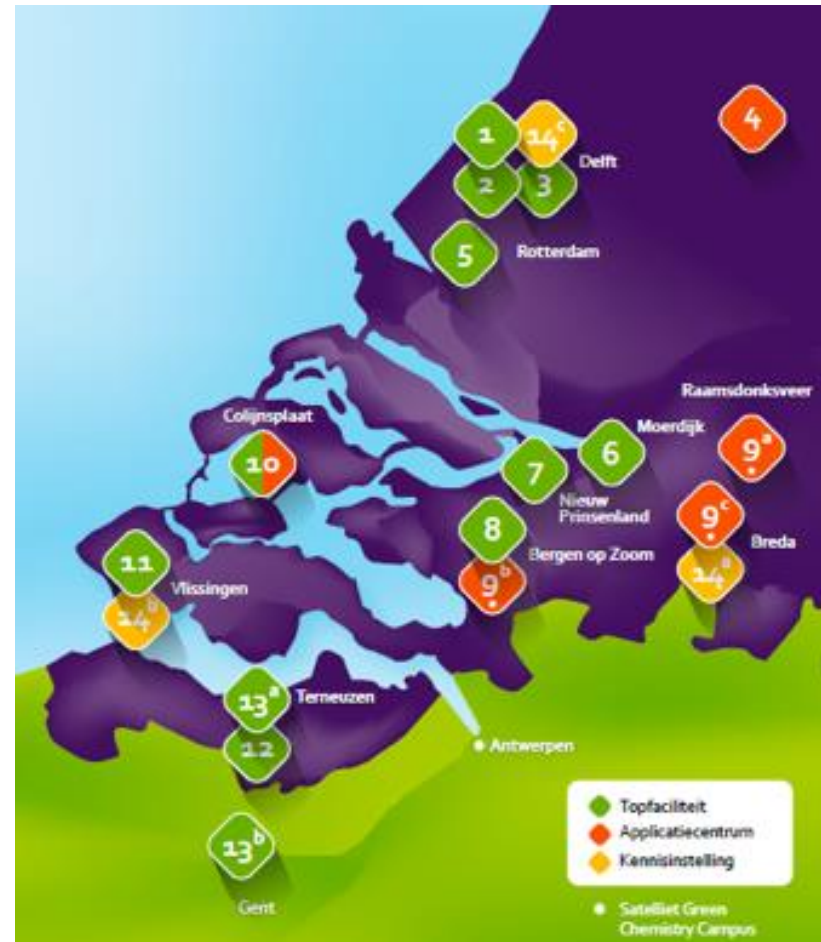 1
14c
4
Delft
2
3
5
Rotterdam
Raamsdonksveer
Colijnsplaat
Moerdijk
10
6
9a
7
Nieuw
Prinsenland
8
9c
Bergen op Zoom
Breda
11
9b
14a
Vlissingen
14b
13a
Terneuzen
12
Antwerpen
Topfaciliteit
Applicatiecentrum
13b
Kennisinstelling
Gent
Satelliet Green
Chemistry Campus